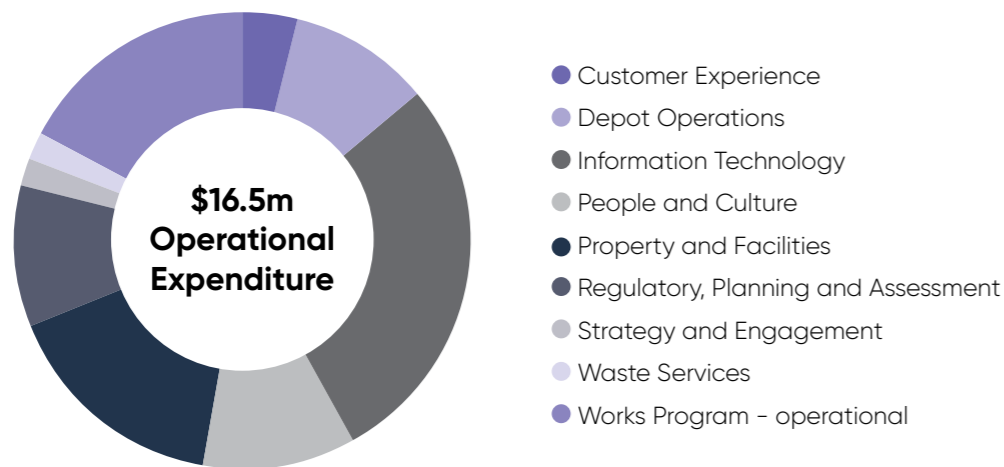 $16.5m
Operational
Expenditure
Customer Experience
Depot Operations
Information Technology
People and Culture
Property and Facilities
Regulatory, Planning and Assessment
Strategy and Engagement
Waste Services
Works Program - operational